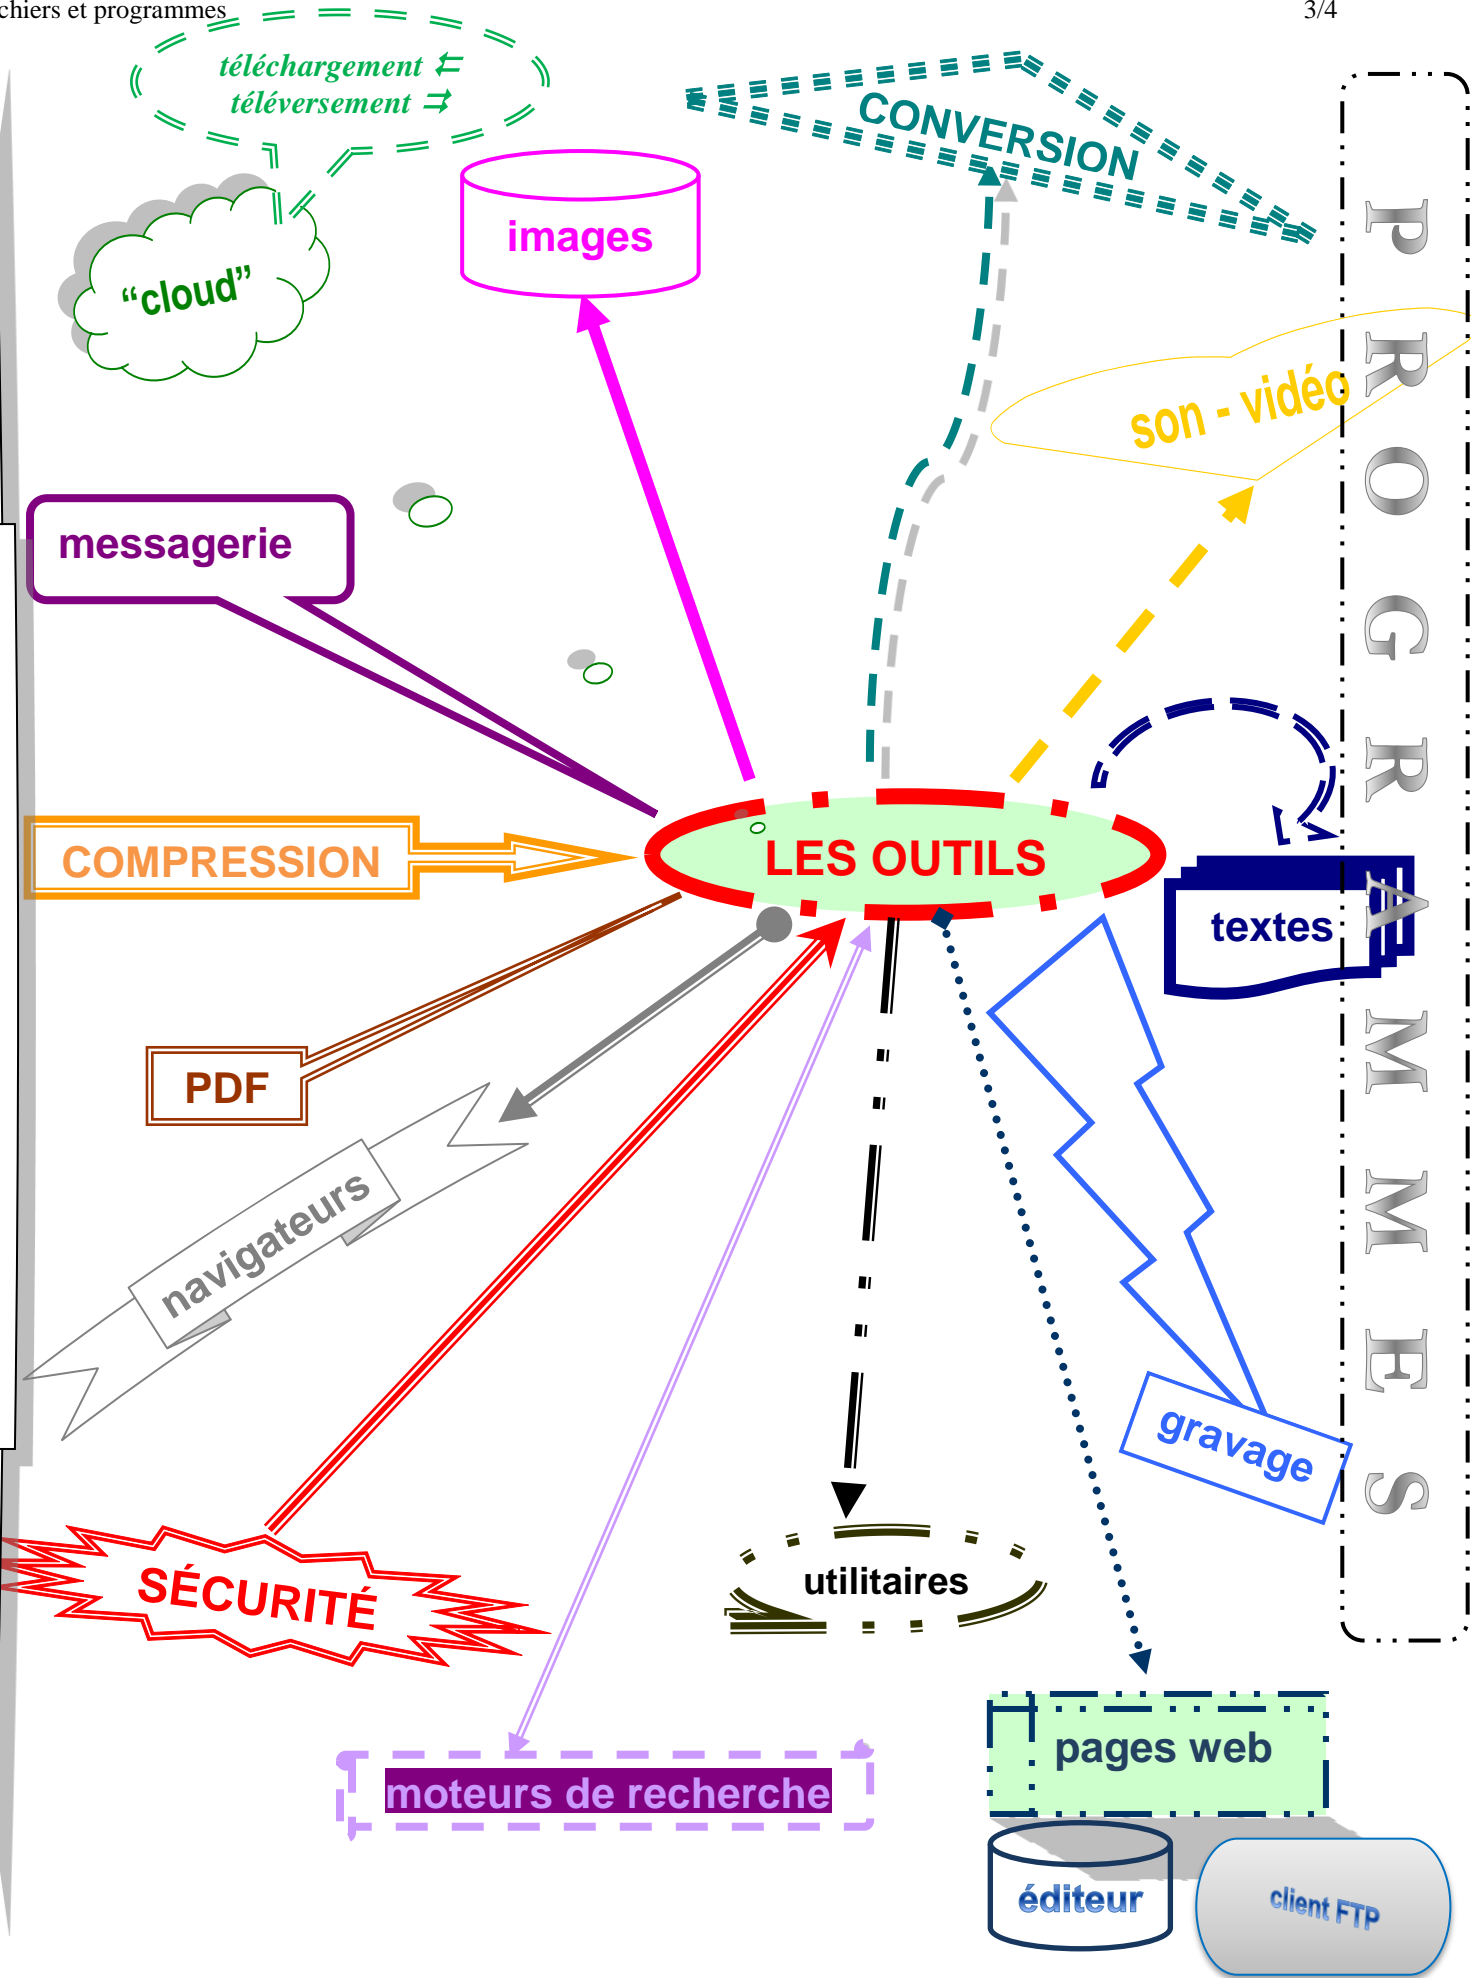 chiers et programmes
3/4
téléchargement ⇇
téléversement ⇉
CONVERSION
images
“cloud”
son - vidéo
messagerie
COMPRESSION
LES OUTILS
textes
PDF
navigateurs
gravage
SÉCURITÉ
utilitaires
pages web
moteurs de recherche
éditeur
client FTP
PROGRAMMES